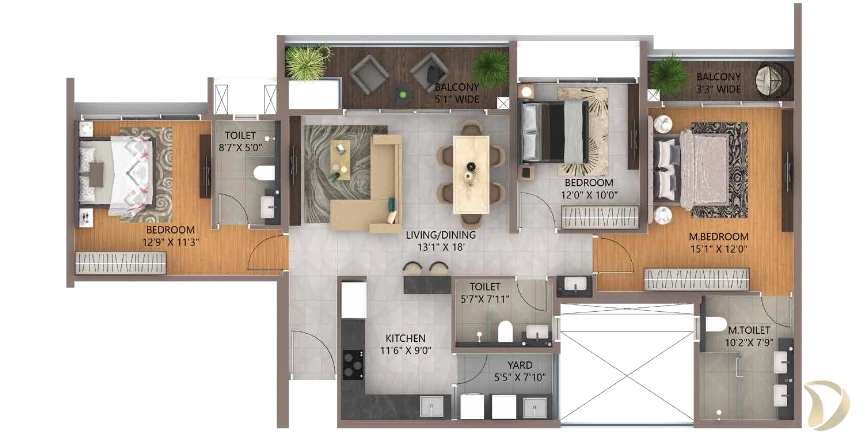 BALCONY
5'1" WIDE
BALCONY
3'3" WIDE
TOILET
8'7"X 5'0"
BEDROOM
12'9" X 11'3"
BEDROOM
12'0" X 10'0"
LIVING/DINING
13'1" X 18'
M.BEDROOM
15'1" X 12'0"
TOILET
5'7"X 7'11"
KITCHEN
11'6" X 9'0"
YARD
5'5" X 7'10"
M.TOILET
10'2"X 7'9"